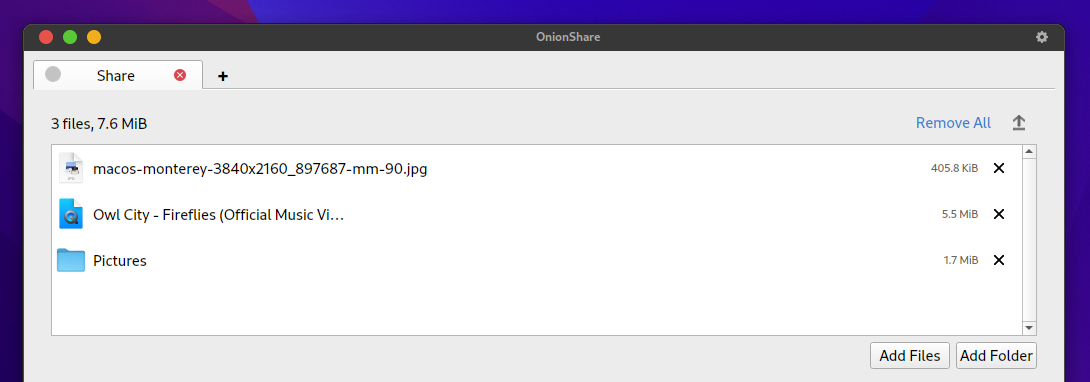 OnionShare
Share +
3 files, 7.6 MiB Remove All
macos-monterey-3840x2160_897687-mm-90.jpg 405.8 KiB
Owl City - Fireflies (Official Music Vi… 5.5 MiB
Pictures 1.7 MiB
Add Files Add Folder